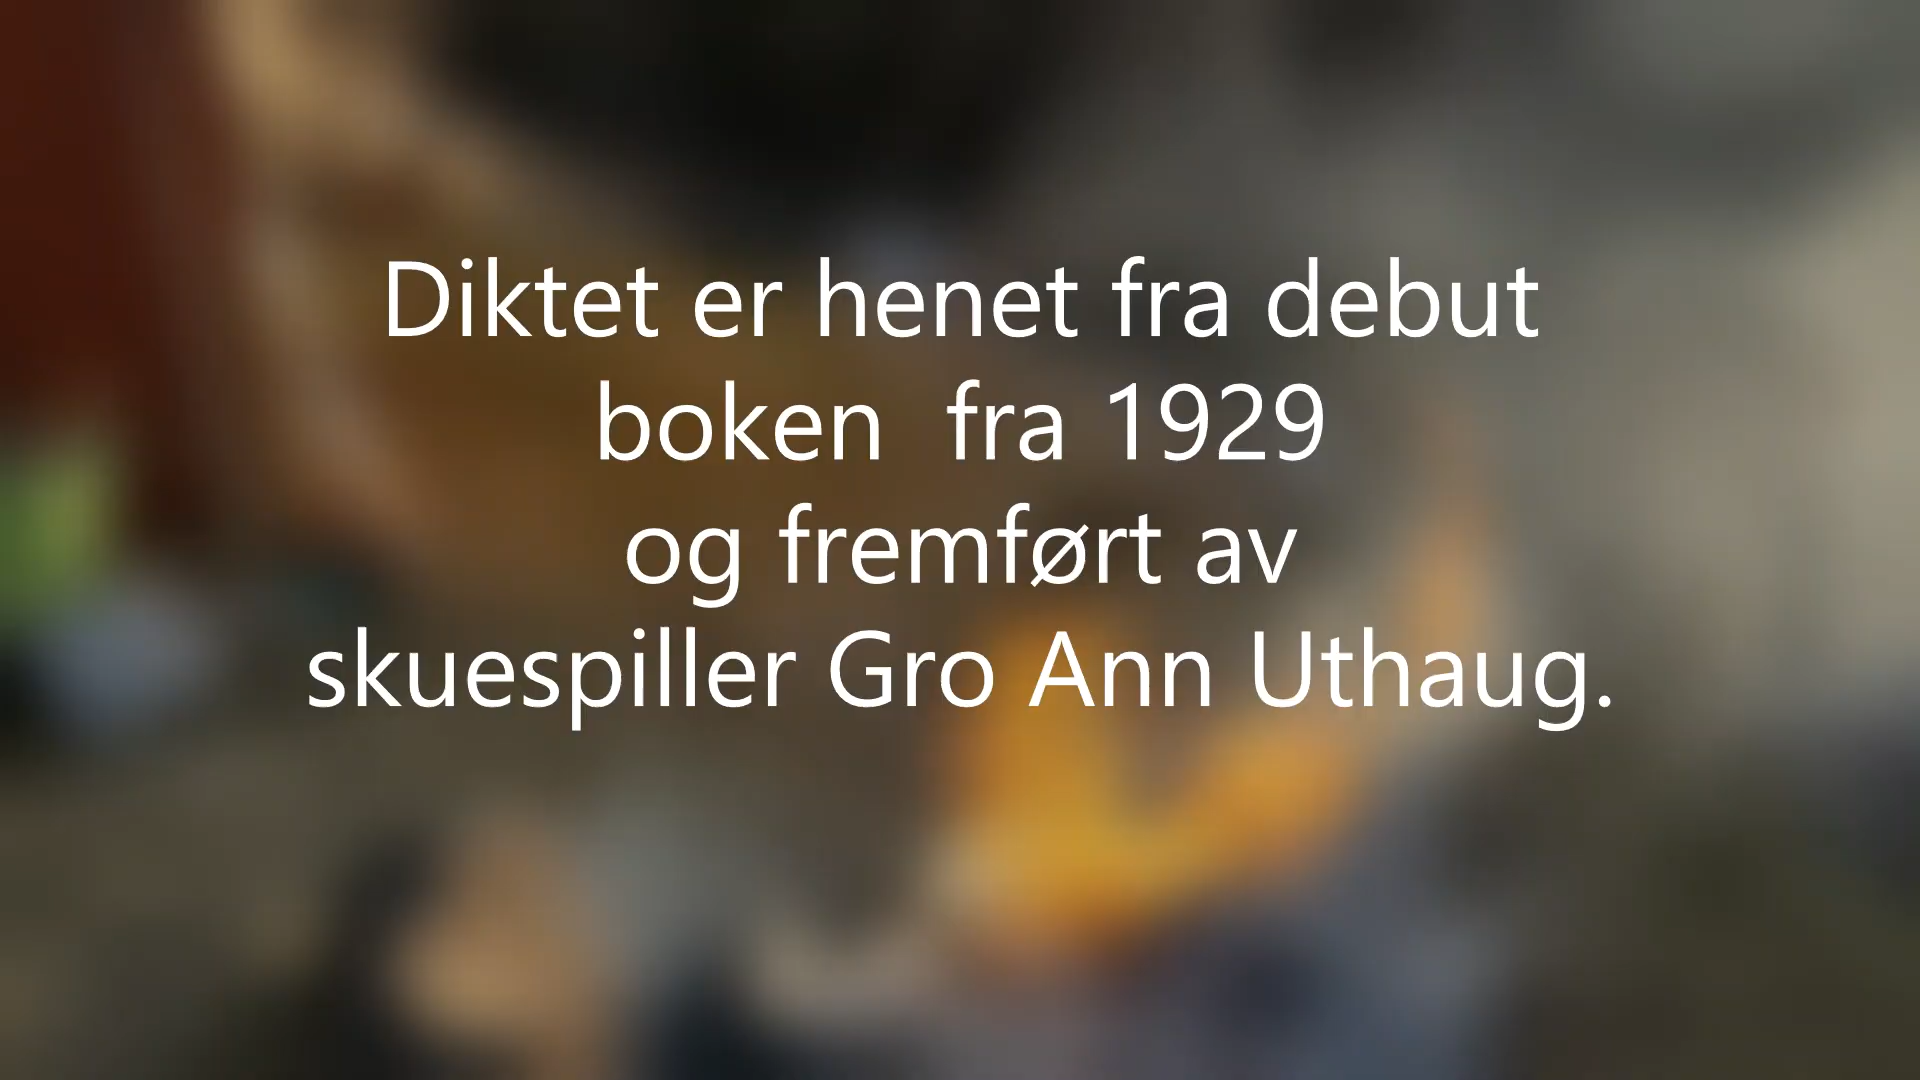 Diktet er henet fra debut
boken  fra 1929
og fremført av
skuespiller Gro Ann Uthaug.